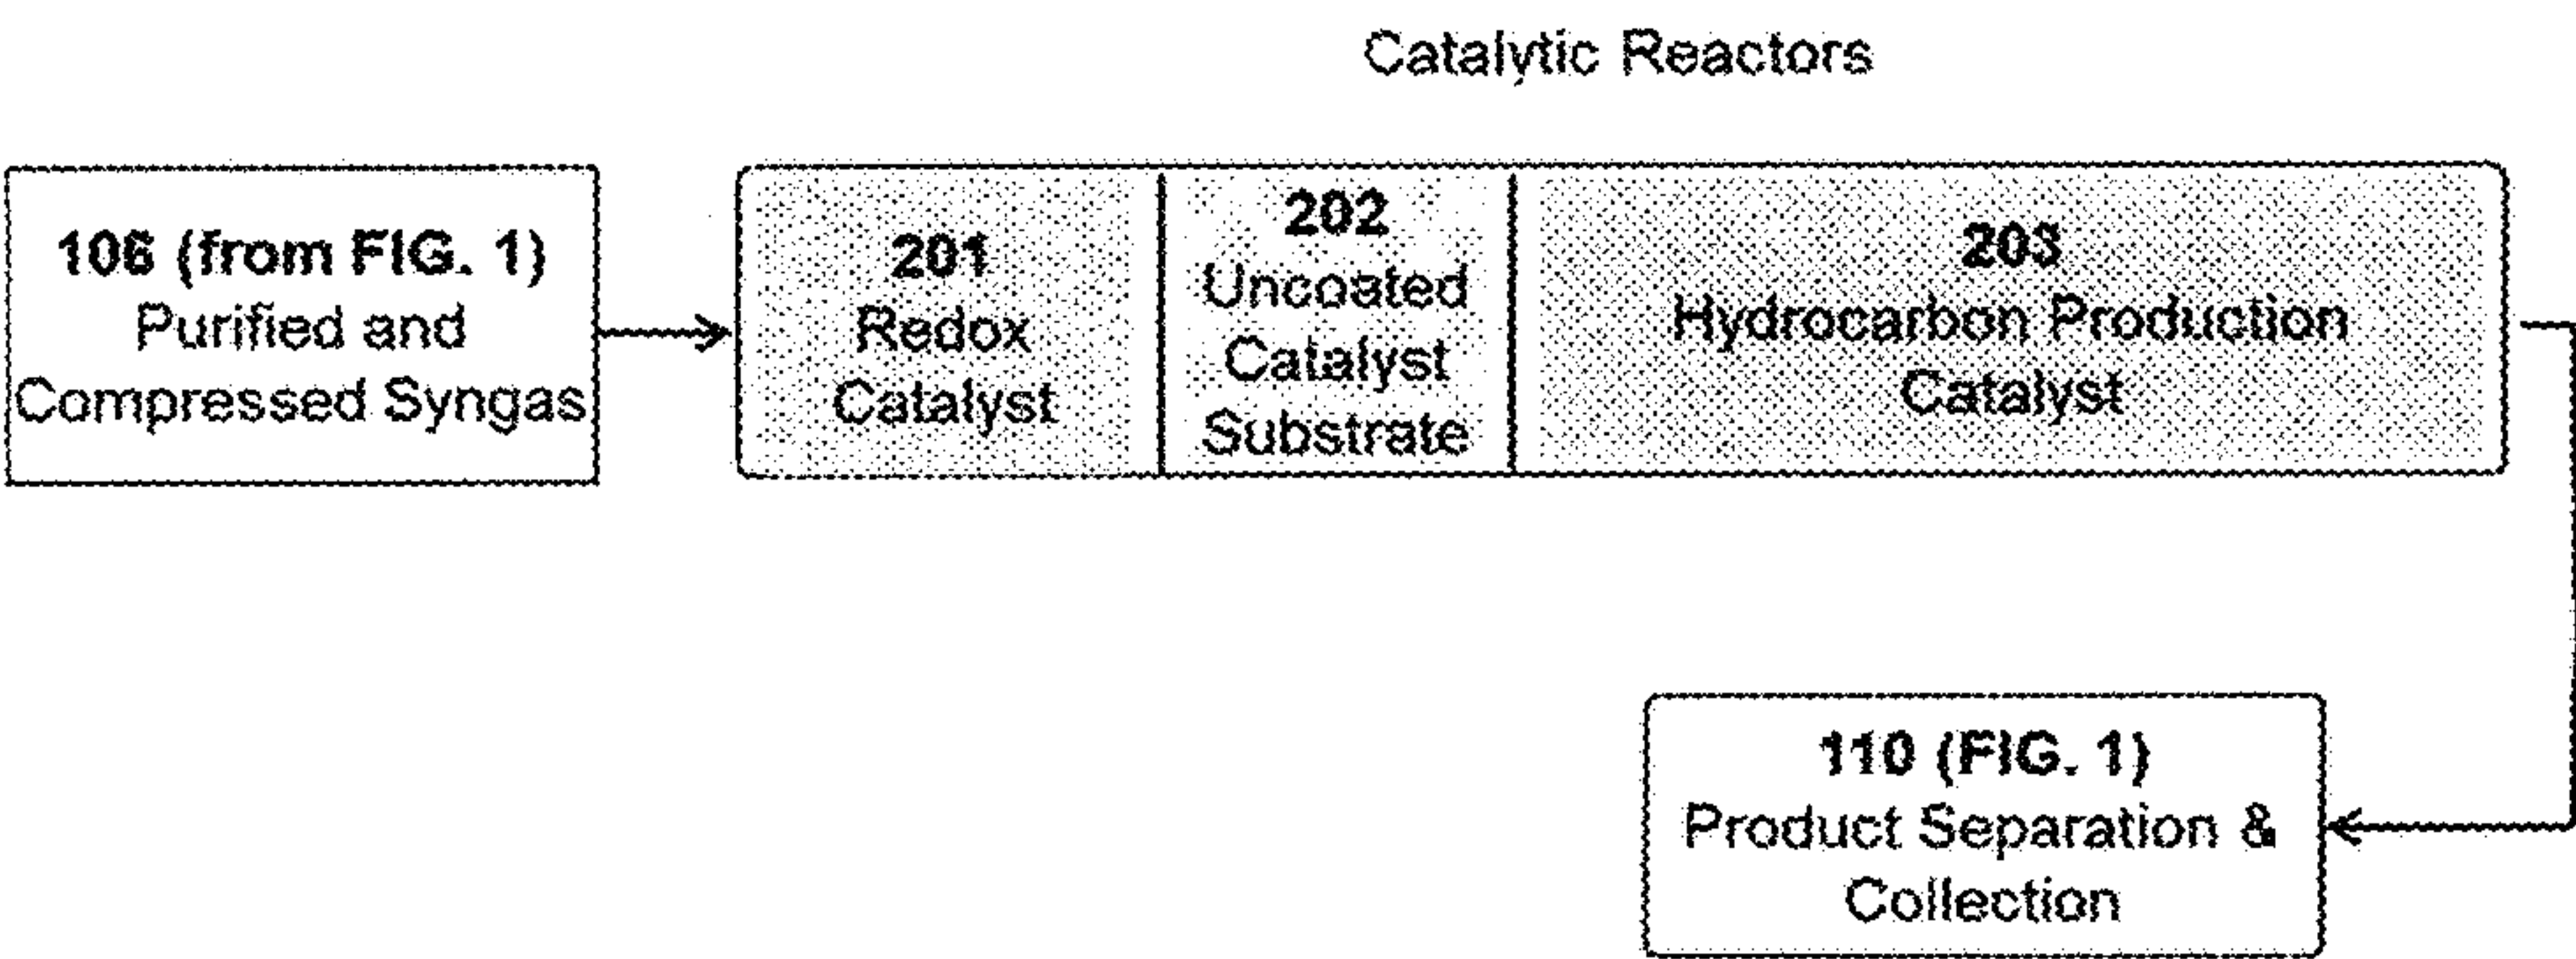 Catalytic Reactors
106 (from FIG. 1)
Purified and
Compressed Syngas
201
Redox
Catalyst
202
Uncoated
Catalyst
Substrate
203
Hydrocarbon Production
Catalyst
110 (FIG. 1)
Product Separation &
Collection